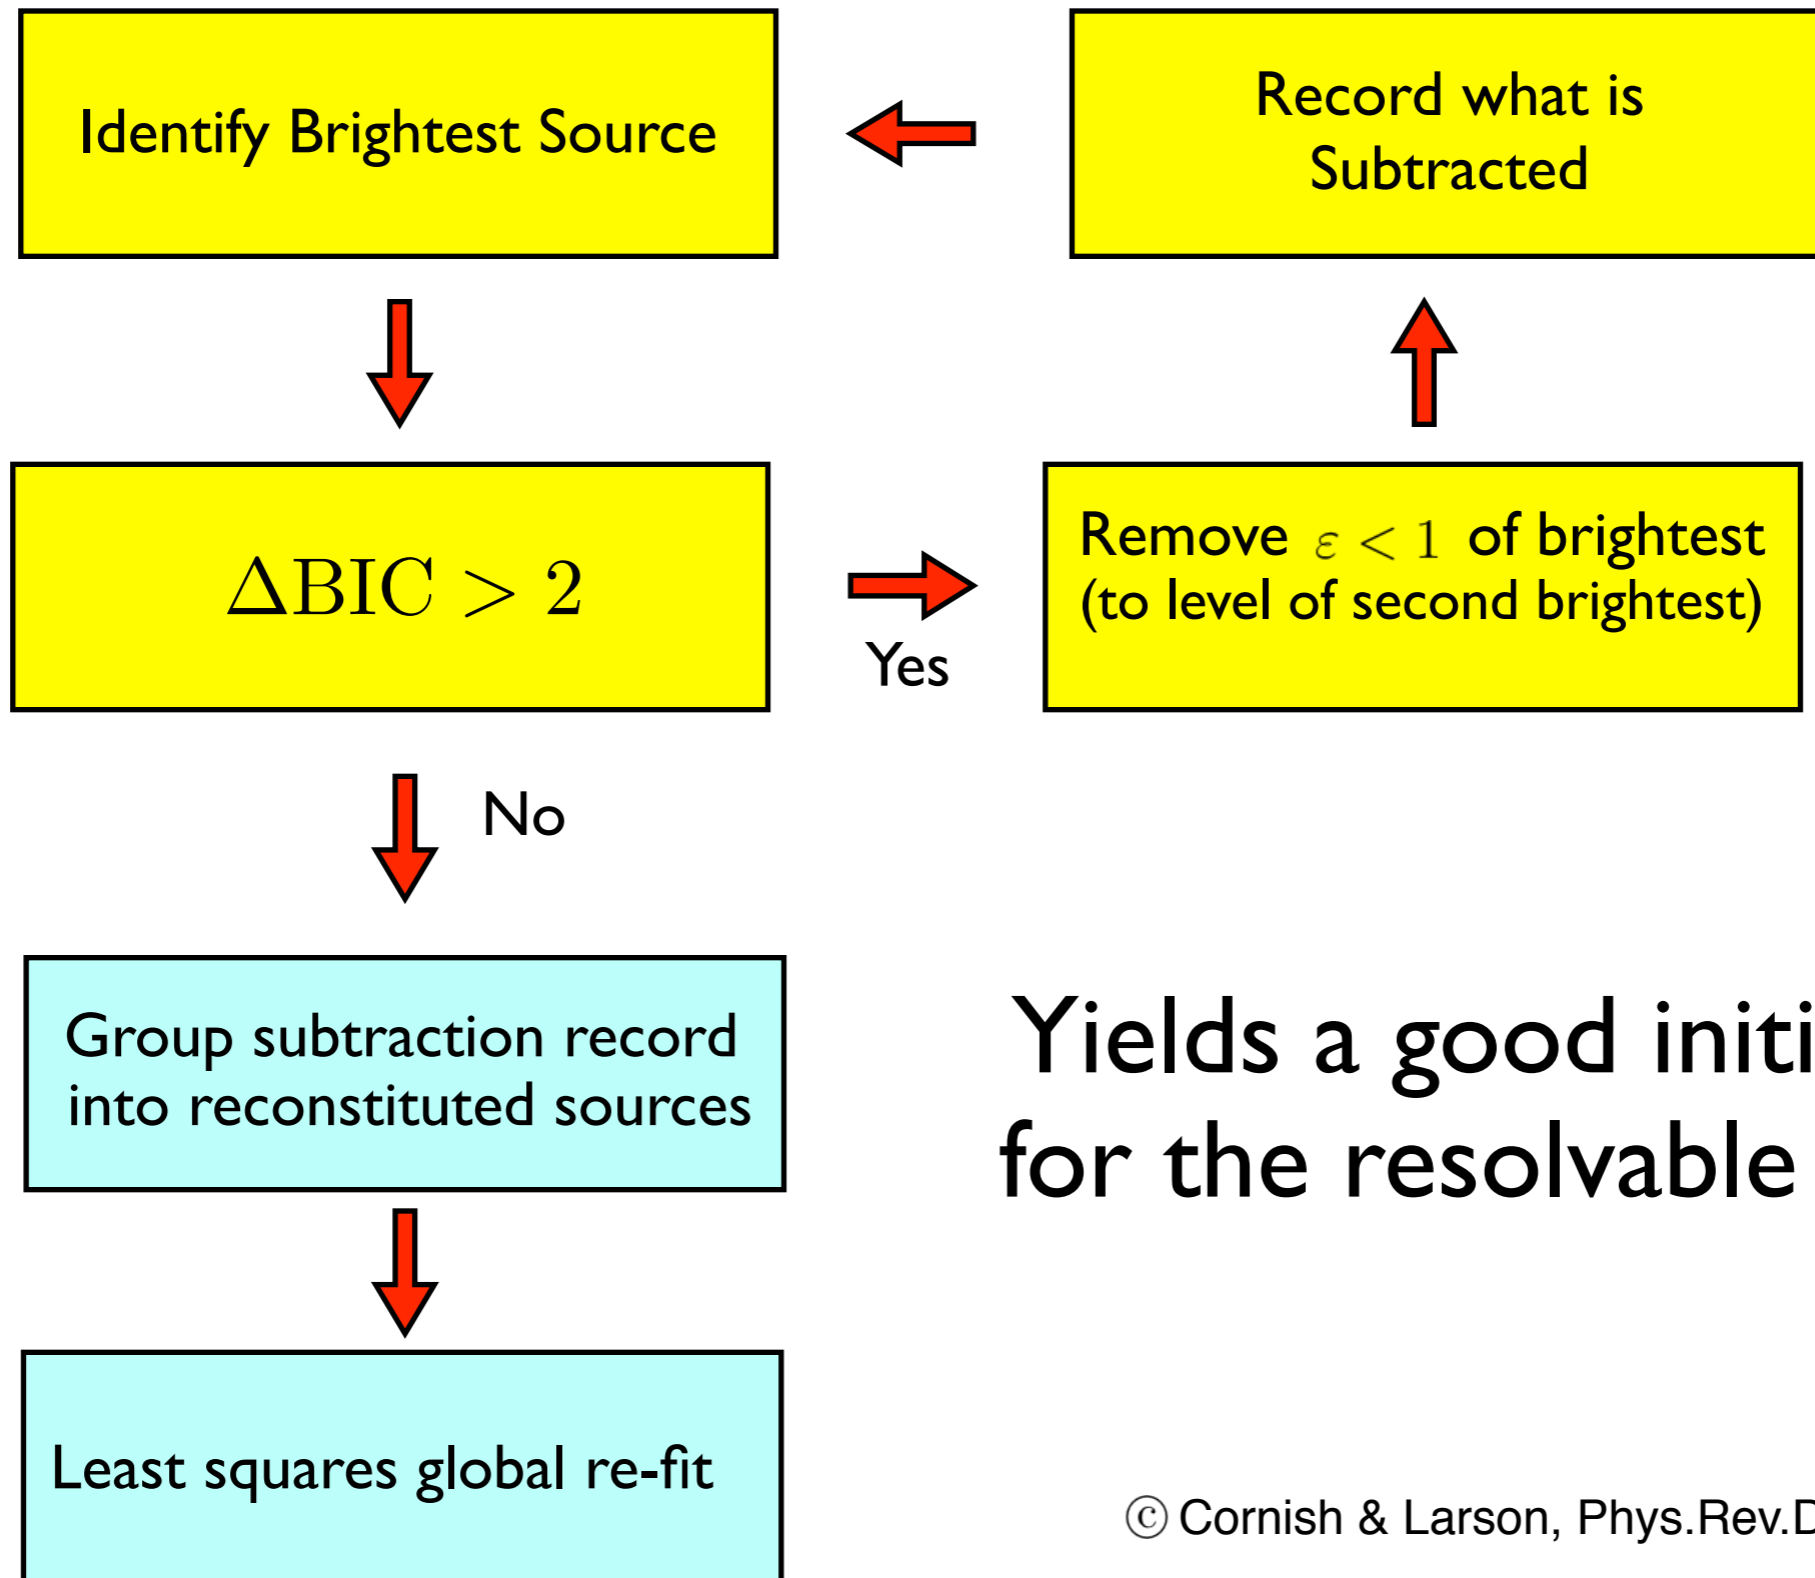 Identify Brightest Source
Record what is
Subtracted
ΔBIC > 2
Yes
Remove ε < 1 of brightest
(to level of second brightest)
No
Group subtraction record
into reconstituted sources
Yields a good initi
for the resolvable
Least squares global re-fit
© Cornish & Larson, Phys.Rev.D